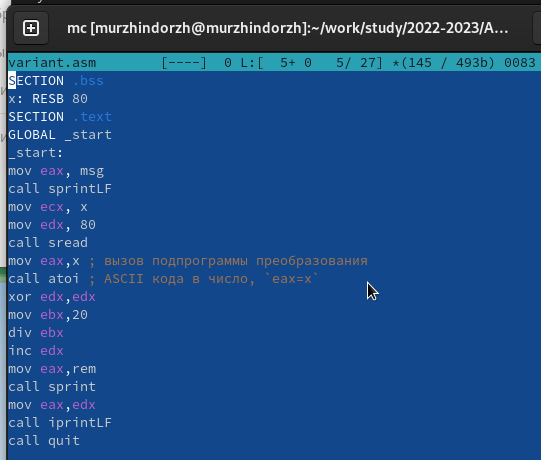 mc [murzhindorzh@murzhindorzh]:~/work/study/2022-2023/A...
variant.asm [----] 0 L:[ 5+ 0 5/ 27] *(145 / 493b) 0083
SECTION .bss
x: RESB 80
SECTION .text
GLOBAL _start
_start:
mov eax, msg
call sprintLF
mov ecx, x
mov edx, 80
call sread
mov eax,x ; вызов подпрограммы преобразования
call atoi ; ASCII кода в число, `eax=x`
xor edx,edx
mov ebx,20
div ebx
inc edx
mov eax,rem
call sprint
mov eax,edx
call iprintLF
call quit